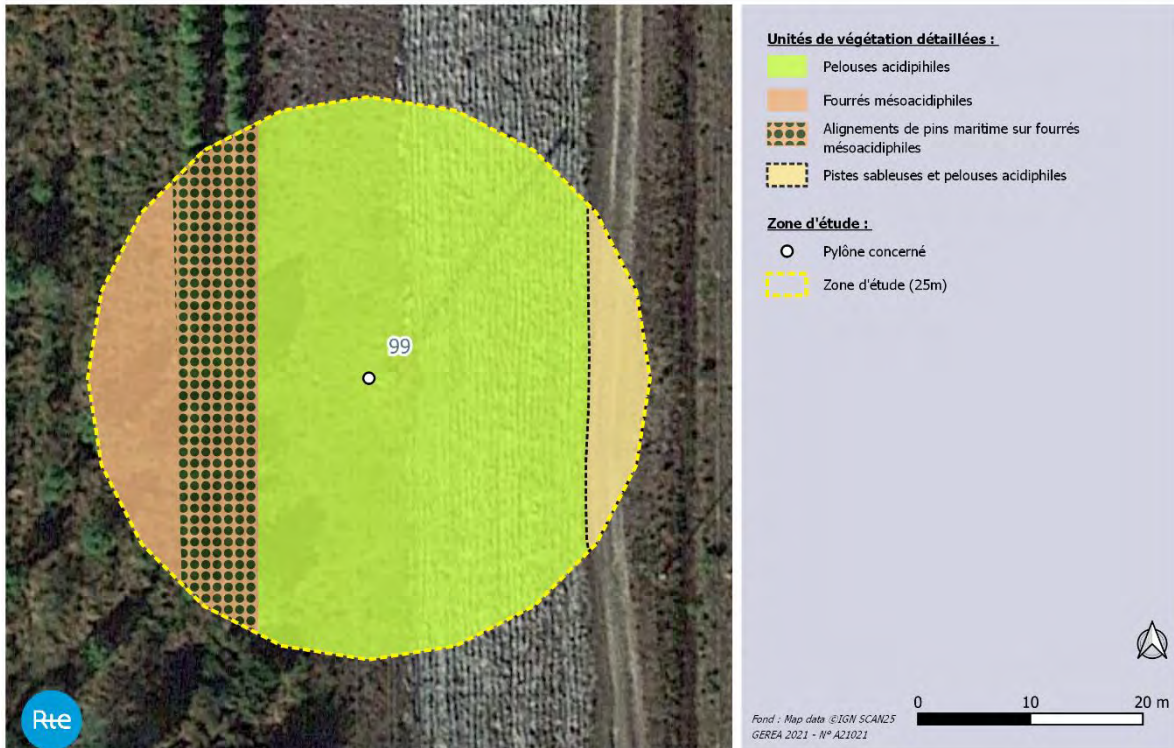 Unités de végétation détaillées :
Pelouses acidipihiles
Fourrés mésoacidiphiles
Alignements de pins maritime sur fourrés
mésoacidiphiles
Pistes sableuses et pelouses acidiphiles
Zone d'étude :
Pylône concerné
Zone d'étude (25m)
99
Rte
0 10 20 m
Fond : Map data ©IGN SCAN25
GEREA 2021 - N° A21021